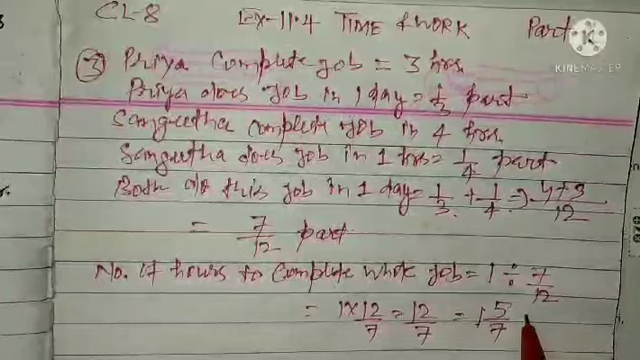 CL-8 Ex-11.4 TIME & WORK Part
KINEMASTER
③ Priya Complete job = 3 hrs.
Priya does job in 1 day = 1/3 part
Sangeetha complete job in 4 hrs.
Sangeetha does job in 1 hrs = 1/4 part
Both do this job in 1 day = 1/3 + 1/4 => 4+3/12
= 7/12 part
No. of hours to Complete whole job = 1 ÷ 7/12
= 1×12/7 = 12/7 = 1 5/7